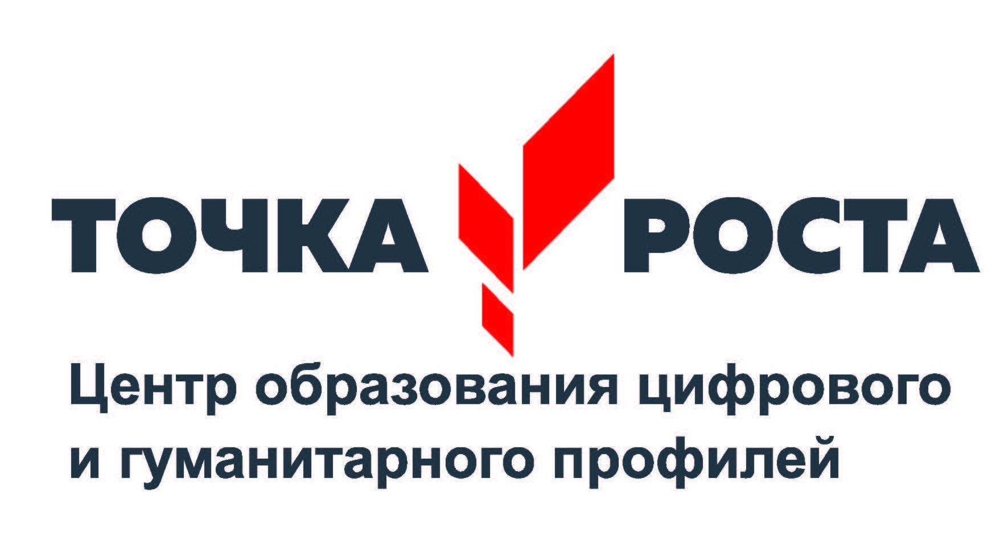 ТОЧКА РОСТА
Центр образования цифрового
и гуманитарного профилей